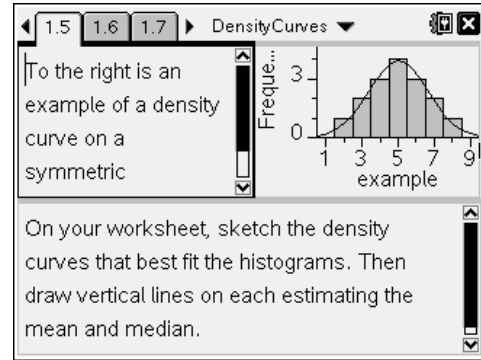 1.5 1.6 1.7 DensityCurves
To the right is an
example of a density
curve on a
symmetric
Freque...
3
0
1 3 5 7 9
example
On your worksheet, sketch the density
curves that best fit the histograms. Then
draw vertical lines on each estimating the
mean and median.